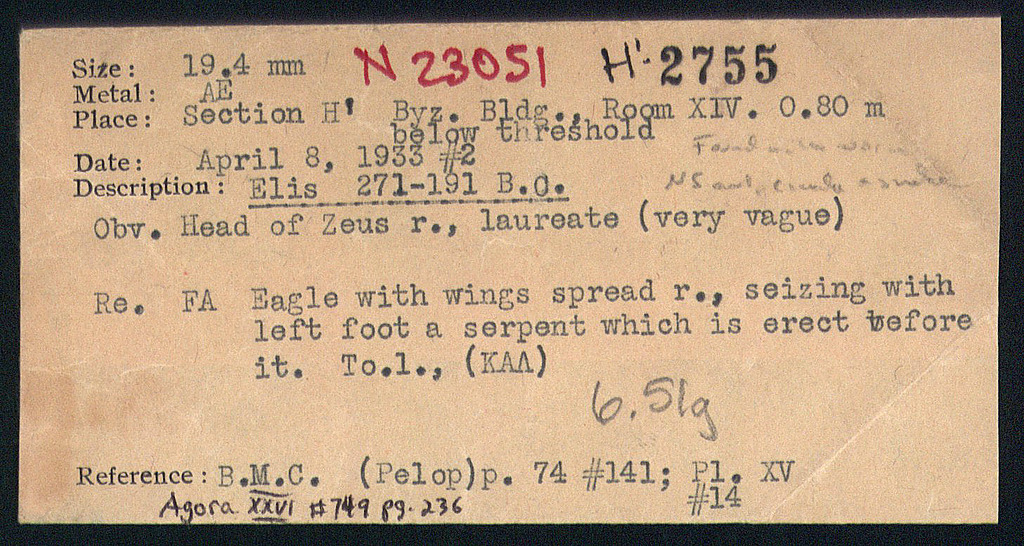 N 23051 H'· 2755
Size: 19.4 mm
Metal: AE
Place: Section H' Byz. Bldg., Room XIV. 0.80 m
below threshold
Date: April 8, 1933 #2
Description: Elis 271-191 B.C.
Obv. Head of Zeus r., laureate (very vague)
Re. FA Eagle with wings spread r., seizing with
left foot a serpent which is erect before
it. To.l., (KAΛ)
6.51g
Reference: B.M.C. (Pelop)p. 74 #141; Pl. XV
#14
Agora XXVI #749 pg. 236